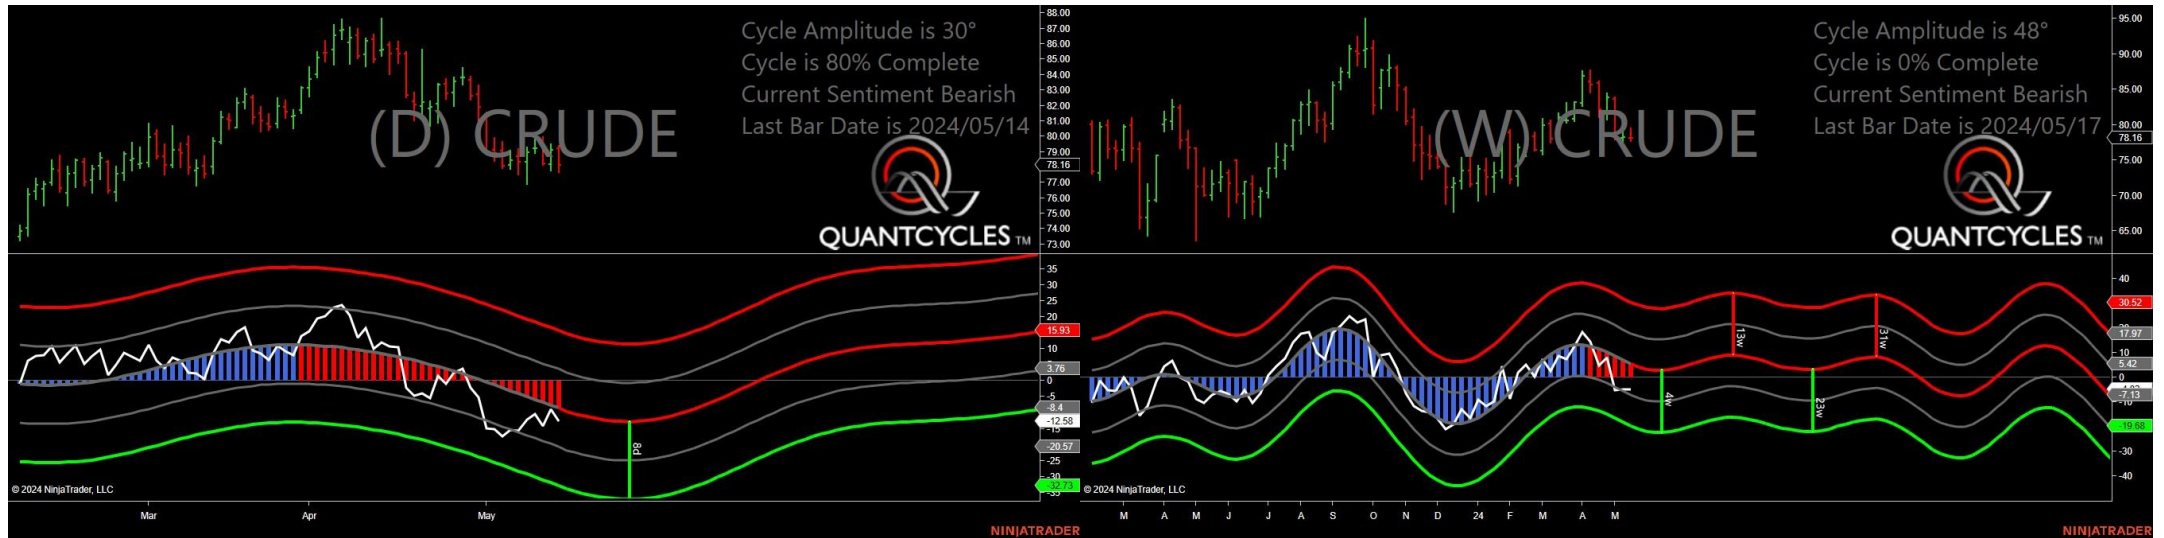 Cycle Amplitude is 30°
Cycle is 80% Complete
Current Sentiment Bearish
Last Bar Date is 2024/05/14
(D) CRUDE
QUANTCYCLES TM
88.00
87.00
86.00
85.00
84.00
83.00
82.00
81.00
80.00
79.00
78.16
77.00
76.00
75.00
74.00
73.00
35
30
25
20
15.93
10
3.76
0
-5
-8.4
-12.58
-15
-20.57
-25
-30
-32.73
-35
8d
© 2024 NinjaTrader, LLC
Mar Apr May
NINJATRADER
Cycle Amplitude is 48°
Cycle is 0% Complete
Current Sentiment Bearish
Last Bar Date is 2024/05/17
(W) CRUDE
QUANTCYCLES TM
95.00
90.00
85.00
80.00
78.16
75.00
70.00
65.00
40
30.52
17.97
10
5.42
0
-7.13
-10
-19.68
-30
-40
4w
13w
23w
31w
© 2024 NinjaTrader, LLC
M A M J J A S O N D 24 F M A M
NINJATRADER